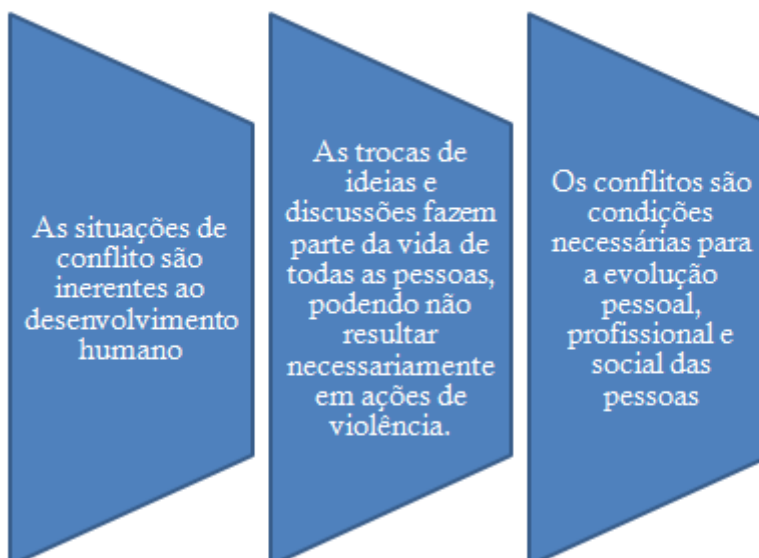 As situações de
conflito são
inerentes ao
desenvolvimento
humano
As trocas de
ideias e
discussões fazem
parte da vida de
todas as pessoas,
podendo não
resultar
necessariamente
em ações de
violência.
Os conflitos são
condições
necessárias para
a evolução
pessoal,
profissional e
social das
pessoas